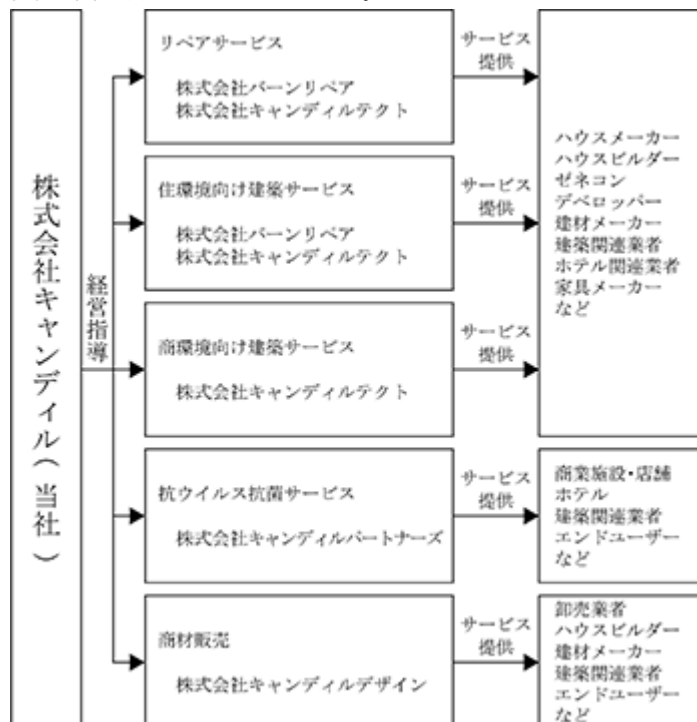 株式会社キャンディル（当社）
経営指導
リペアサービス
株式会社バーンリペア
株式会社キャンディルテクト
サービス
提供
住環境向け建築サービス
株式会社バーンリペア
株式会社キャンディルテクト
サービス
提供
商環境向け建築サービス
株式会社キャンディルテクト
サービス
提供
ハウスメーカー
ハウスビルダー
ゼネコン
デベロッパー
建材メーカー
建築関連業者
ホテル関連業者
家具メーカー
など
抗ウイルス抗菌サービス
株式会社キャンディルパートナーズ
サービス
提供
商業施設・店舗
ホテル
建築関連業者
エンドユーザー
など
商材販売
株式会社キャンディルデザイン
サービス
提供
卸売業者
ハウスビルダー
建材メーカー
建築関連業者
エンドユーザー
など